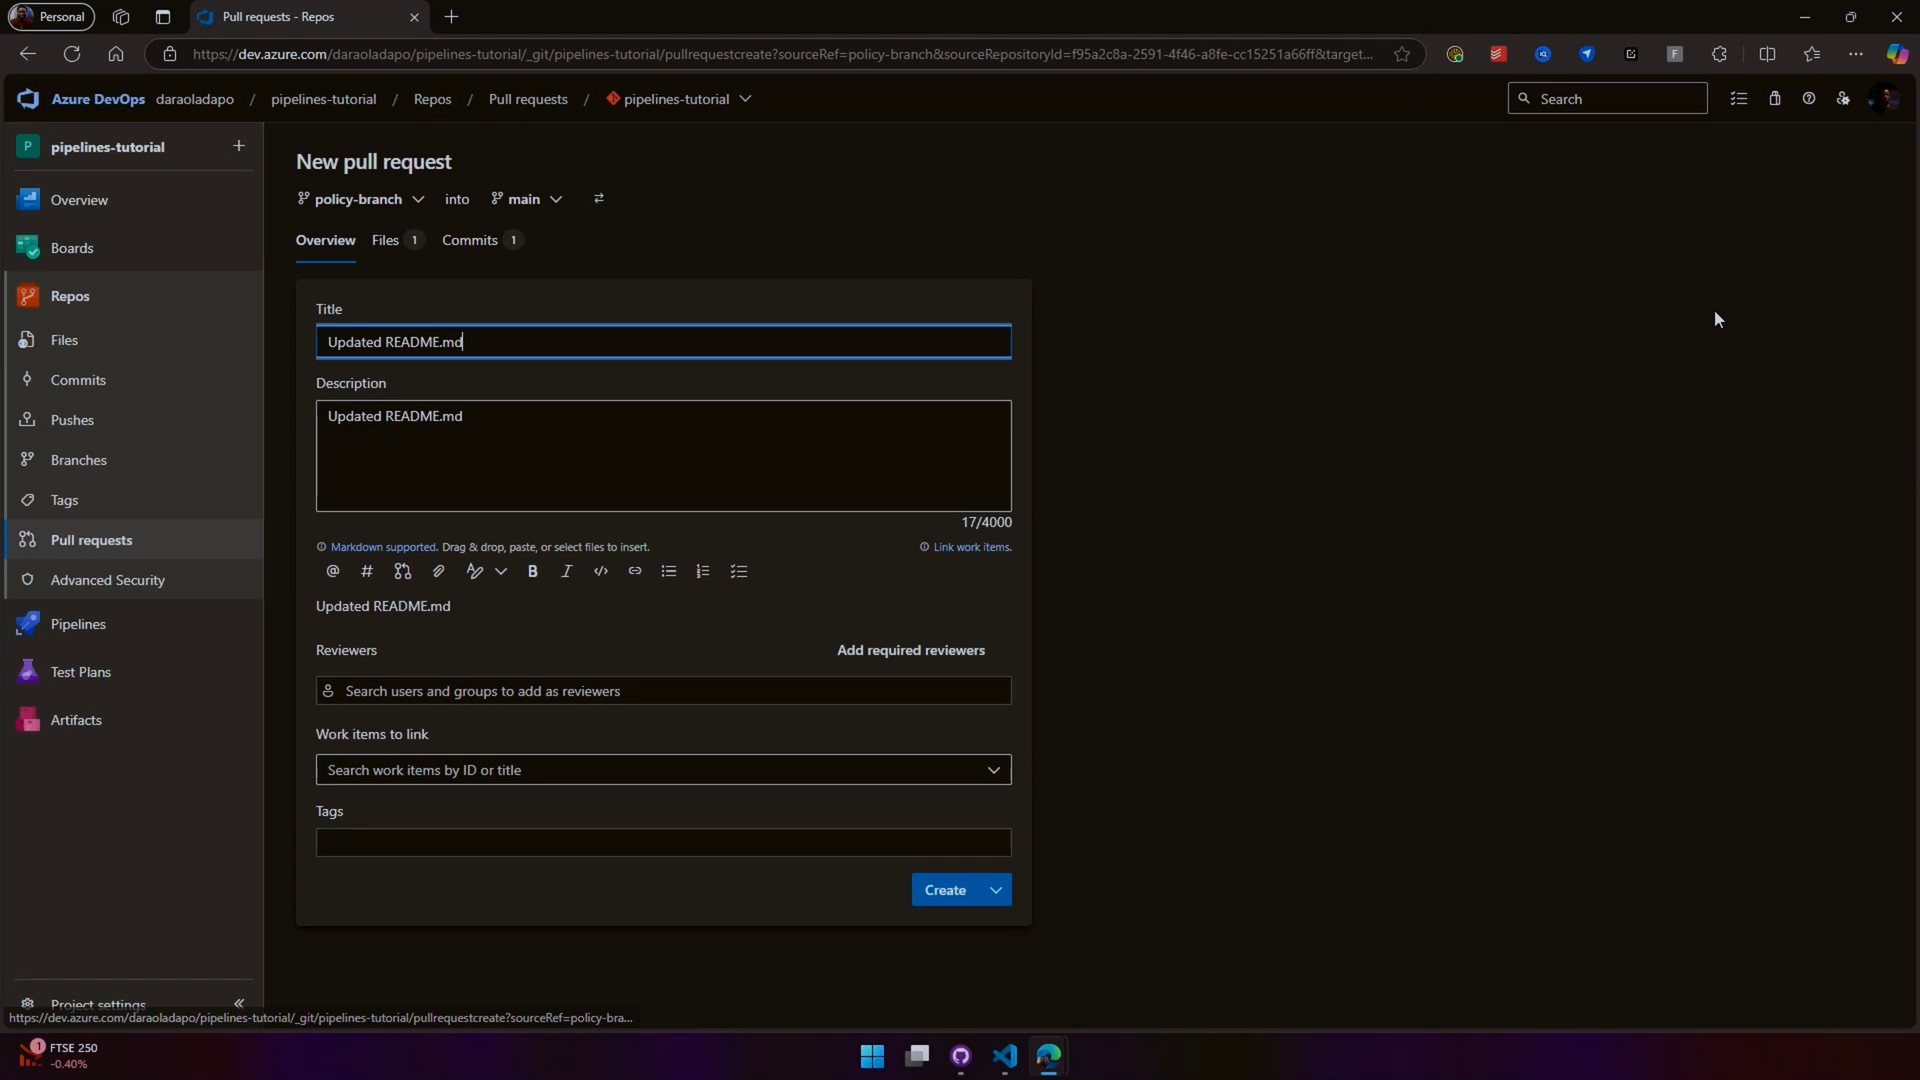 Personal
Pull requests - Repos
https://dev.azure.com/daraoladapo/pipelines-tutorial/_git/pipelines-tutorial/pullrequestcreate?sourceRef=policy-branch&sourceRepositoryId=f95a2c8a-2591-4f46-a8fe-cc15251a66ff&target...
Azure DevOps daraoladapo / pipelines-tutorial / Repos / Pull requests / pipelines-tutorial
Search
P pipelines-tutorial +
Overview
Boards
Repos
Files
Commits
Pushes
Branches
Tags
Pull requests
Advanced Security
Pipelines
Test Plans
Artifacts
Project settings
New pull request
policy-branch into main
Overview Files 1 Commits 1
Title
Updated README.md
Description
Updated README.md
17/4000
Markdown supported. Drag & drop, paste, or select files to insert.
Link work items.
Updated README.md
Reviewers
Add required reviewers
Search users and groups to add as reviewers
Work items to link
Search work items by ID or title
Tags
Create
https://dev.azure.com/daraoladapo/pipelines-tutorial/_git/pipelines-tutorial/pullrequestcreate?sourceRef=policy-bra...
1
FTSE 250
-0.40%